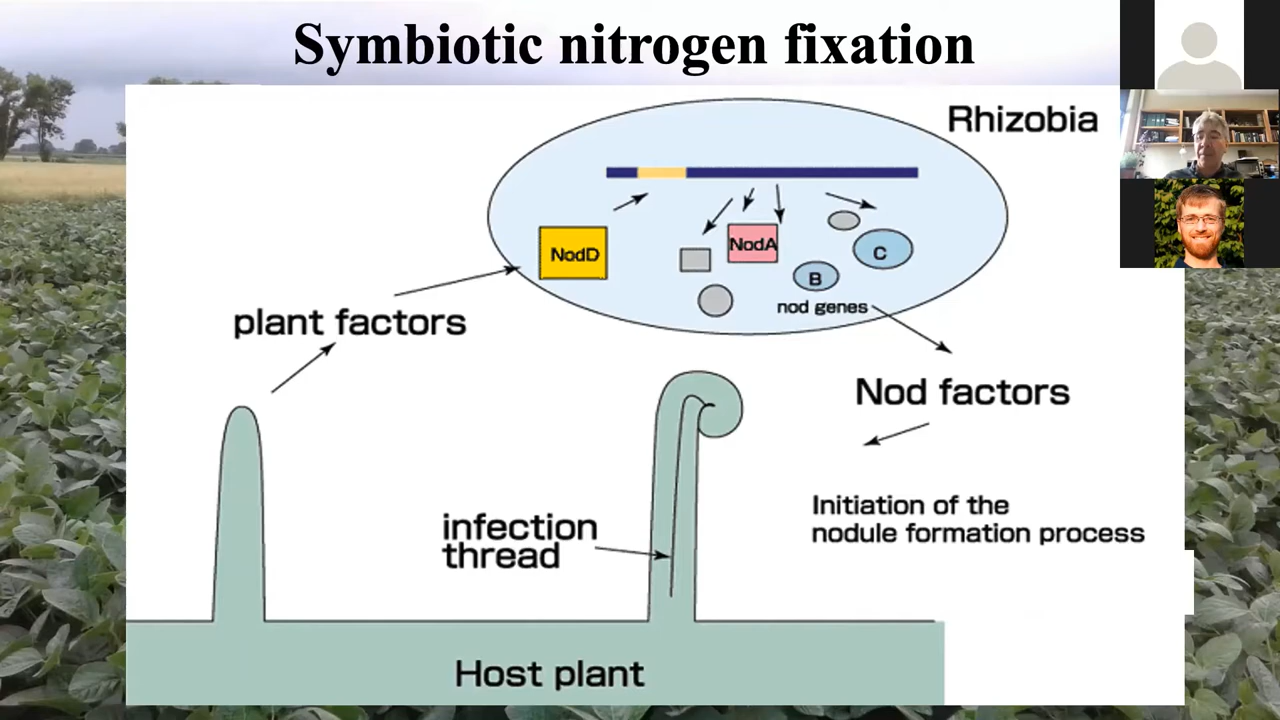 Symbiotic nitrogen fixation
Rhizobia
NodD
NodA
C
B
nod genes
plant factors
Nod factors
infection
thread
Initiation of the
nodule formation process
Host plant